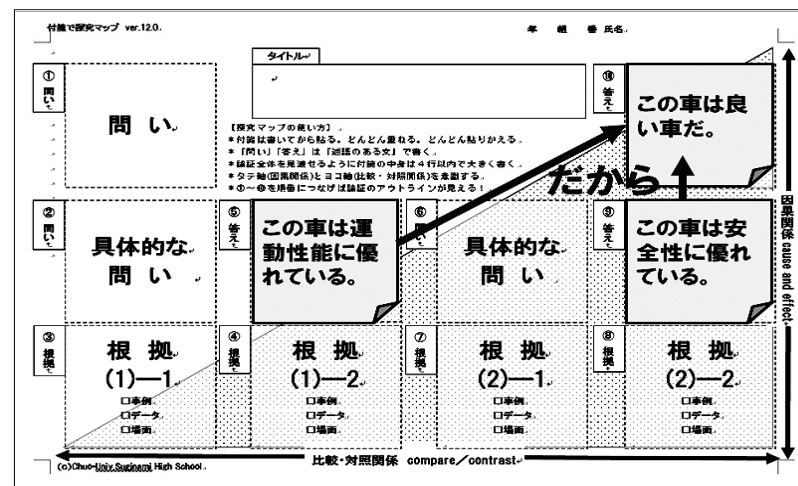 付箋で探究マップ ver.12.0
年 組 番 氏名
タイトル
① 問い
問い
⑩ 答え
この車は良
い車だ。
【探究マップの使い方】
*付箋は書いてから貼る。どんどん重ねる。どんどん貼りかえる。
*「問い」「答え」は「述語のある文」で書く。
*論証全体を見渡せるように付箋の中身は4行以内で大きく書く。
*タテ軸(因果関係)とヨコ軸(比較・対照関係)を意識する。
*①~⑩を順番につなげば論証のアウトラインが見える!
だから
② 問い
具体的な
問い
⑤ 答え
この車は運
動性能に優
れている。
⑥ 問い
具体的な
問い
⑨ 答え
この車は安
全性に優れ
ている。
③ 根拠
根拠
(1)―1
□事例
□データ
□場面
④ 根拠
根拠
(1)―2
□事例
□データ
□場面
⑦ 根拠
根拠
(2)―1
□事例
□データ
□場面
⑧ 根拠
根拠
(2)―2
□事例
□データ
□場面
因果関係 cause and effect
比較・対照関係 compare/contrast
(c)Chuo-Univ.Suginami High School.